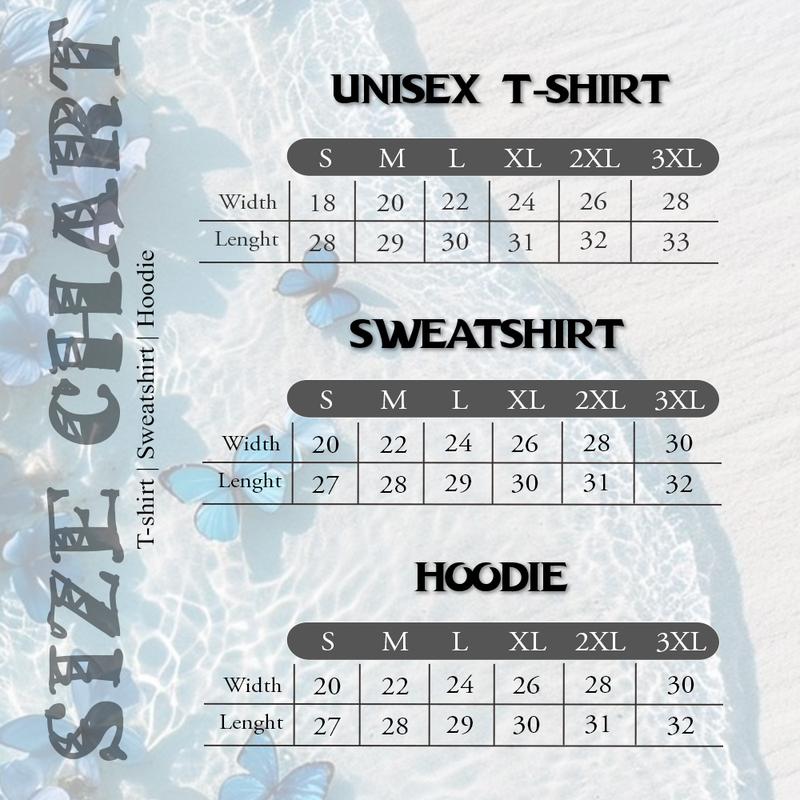 SIZE CHART
T-shirt | Sweatshirt | Hoodie
UNISEX T-SHIRT
S M L XL 2XL 3XL
Width 18 20 22 24 26 28
Lenght 28 29 30 31 32 33
SWEATSHIRT
S M L XL 2XL 3XL
Width 20 22 24 26 28 30
Lenght 27 28 29 30 31 32
HOODIE
S M L XL 2XL 3XL
Width 20 22 24 26 28 30
Lenght 27 28 29 30 31 32